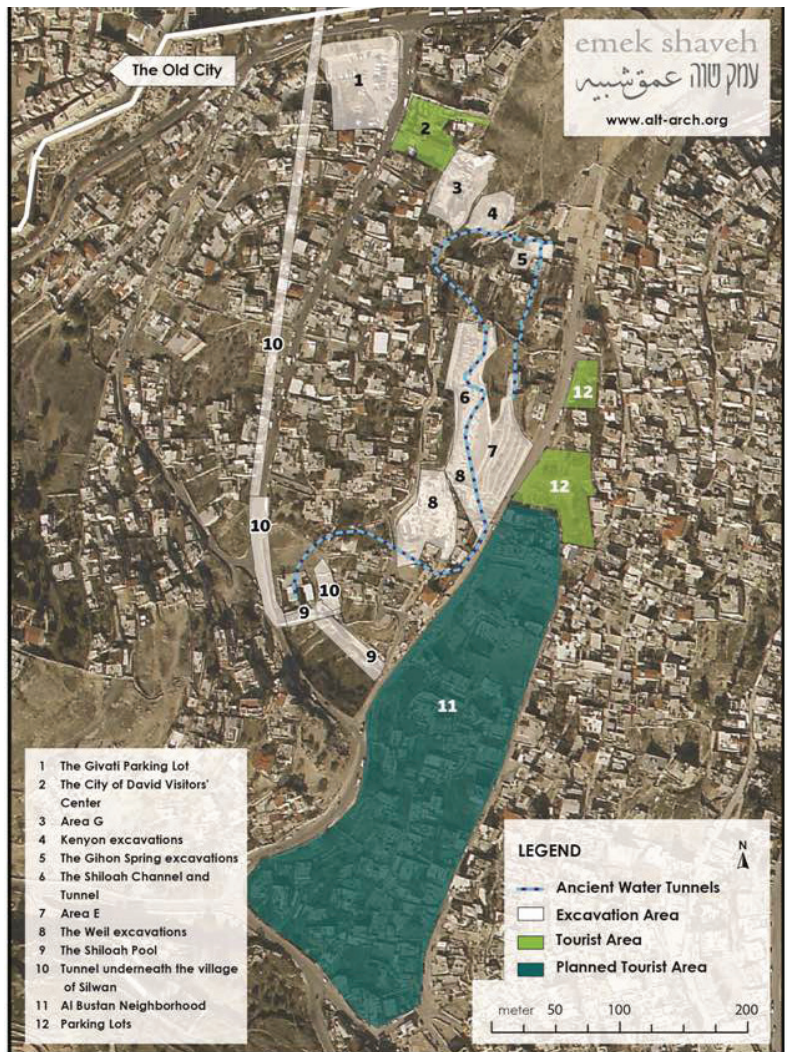 emek shaveh
עמק שווה عمق شبيه
www.alt-arch.org
The Old City
1
2
3
4
5
10
6
12
7
8
12
8
10
10
9
9
11
1 The Givati Parking Lot
2 The City of David Visitors'
Center
3 Area G
4 Kenyon excavations
5 The Gihon Spring excavations
6 The Shiloah Channel and
Tunnel
7 Area E
8 The Weil excavations
9 The Shiloah Pool
10 Tunnel underneath the village
of Silwan
11 Al Bustan Neighborhood
12 Parking Lots
LEGEND
N
Ancient Water Tunnels
Excavation Area
Tourist Area
Planned Tourist Area
meter 50 100 200